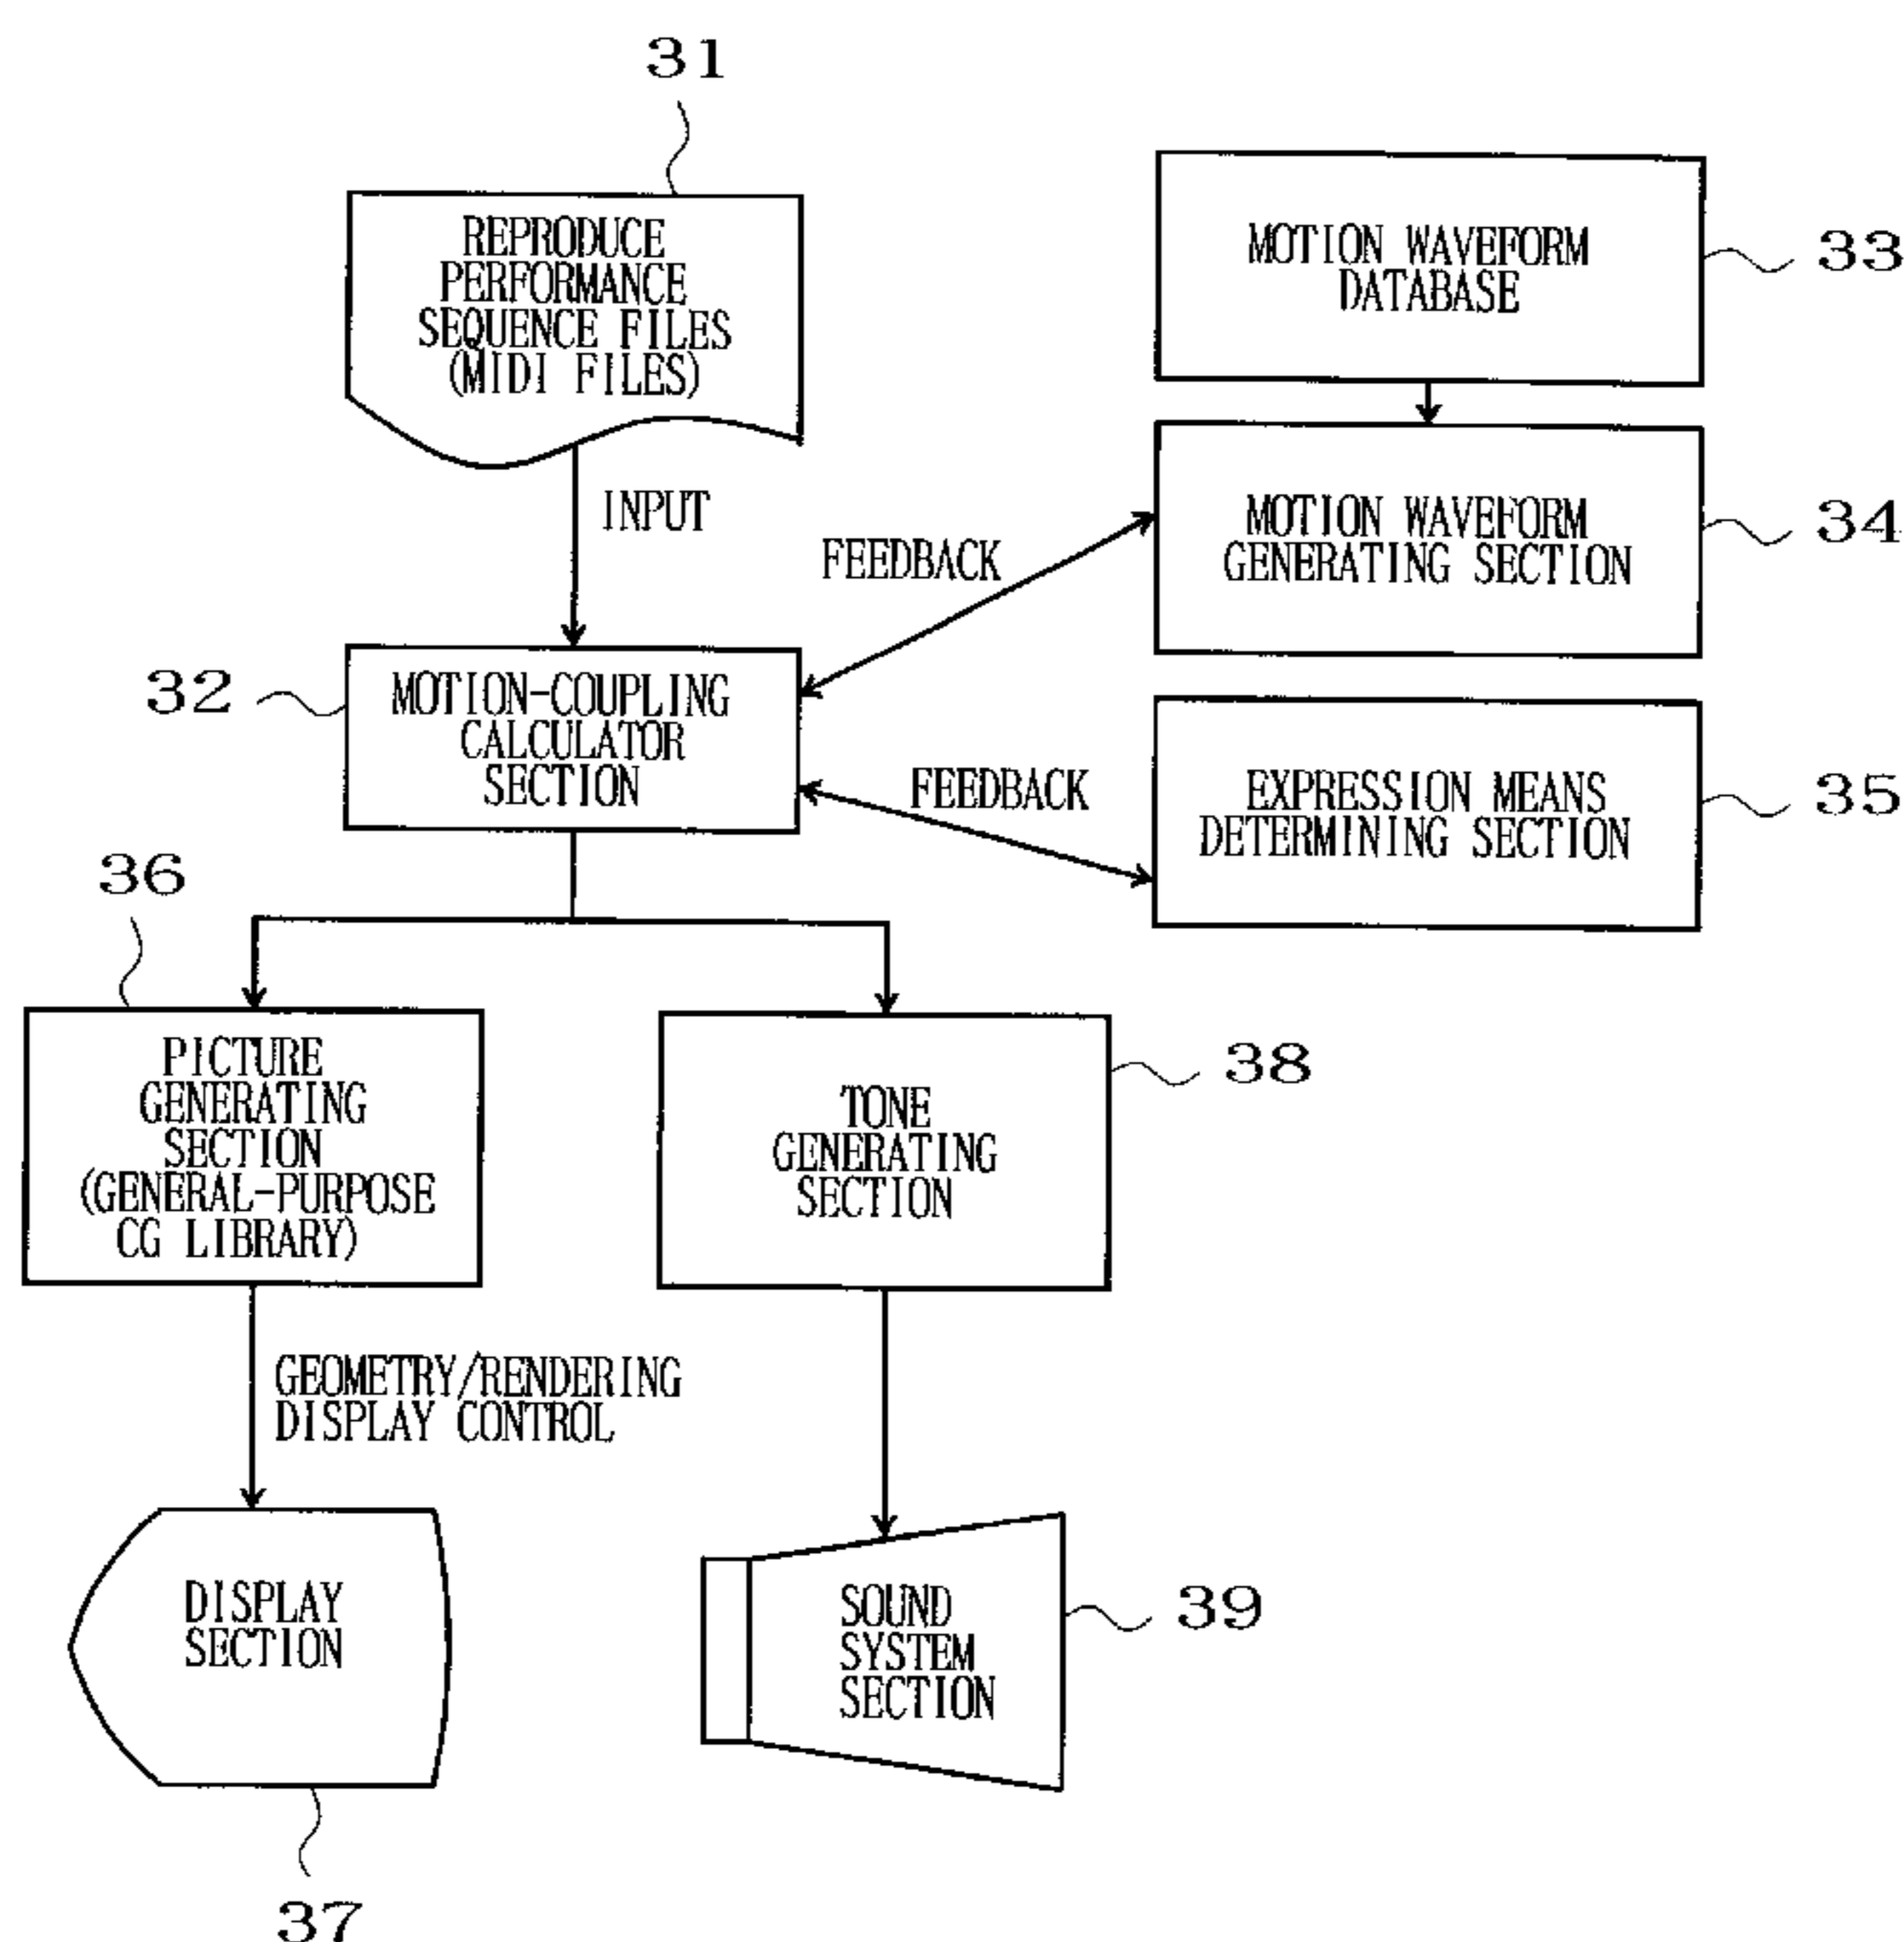 31
REPRODUCE
PERFORMANCE
SEQUENCE FILES
(MIDI FILES)
MOTION WAVEFORM
DATABASE
33
INPUT
FEEDBACK
MOTION WAVEFORM
GENERATING SECTION
34
32
MOTION-COUPLING
CALCULATOR
SECTION
FEEDBACK
EXPRESSION MEANS
DETERMINING SECTION
35
36
PICTURE
GENERATING
SECTION
(GENERAL-PURPOSE
CG LIBRARY)
TONE
GENERATING
SECTION
38
GEOMETRY/RENDERING
DISPLAY CONTROL
DISPLAY
SECTION
SOUND
SYSTEM
SECTION
39
37